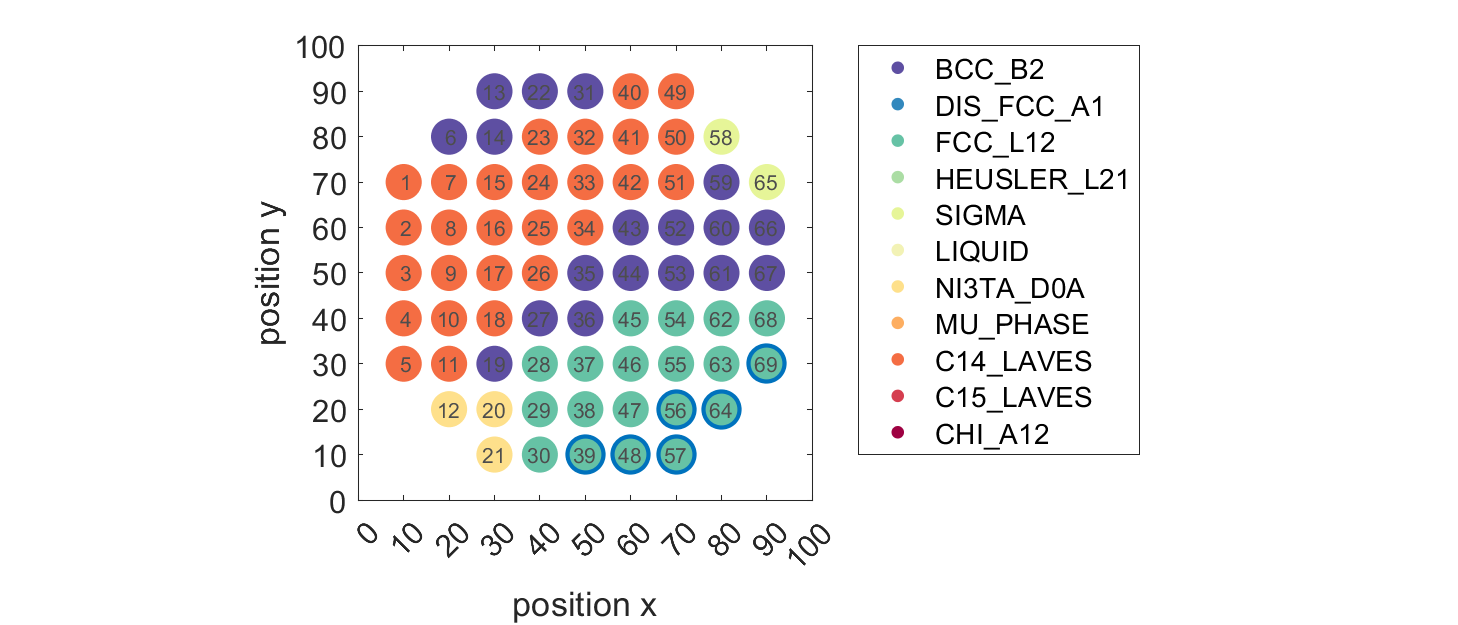 100
90 13 22 31 40 49
80 6 14 23 32 41 50 58
70 1 7 15 24 33 42 51 59 65
60 2 8 16 25 34 43 52 60 66
50 3 9 17 26 35 44 53 61 67
40 4 10 18 27 36 45 54 62 68
30 5 11 19 28 37 46 55 63 69
20 12 20 29 38 47 56 64
10 21 30 39 48 57
0
position y
0 10 20 30 40 50 60 70 80 90 100
position x
BCC_B2
DIS_FCC_A1
FCC_L12
HEUSLER_L21
SIGMA
LIQUID
NI3TA_D0A
MU_PHASE
C14_LAVES
C15_LAVES
CHI_A12